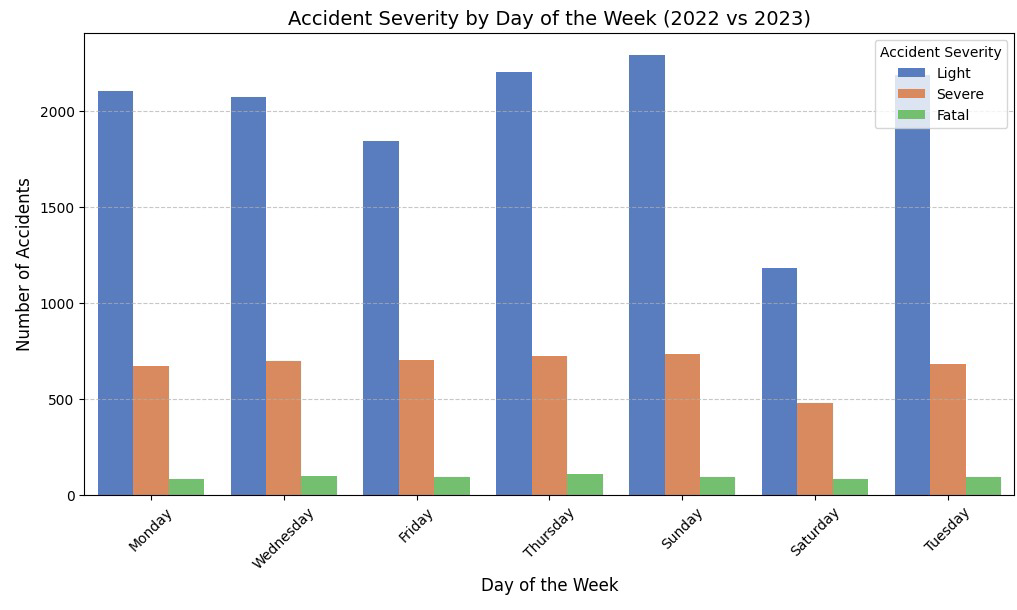 Accident Severity by Day of the Week (2022 vs 2023)
Accident Severity
Light
Severe
Fatal
Number of Accidents
2000
1500
1000
500
0
Monday
Wednesday
Friday
Thursday
Sunday
Saturday
Tuesday
Day of the Week